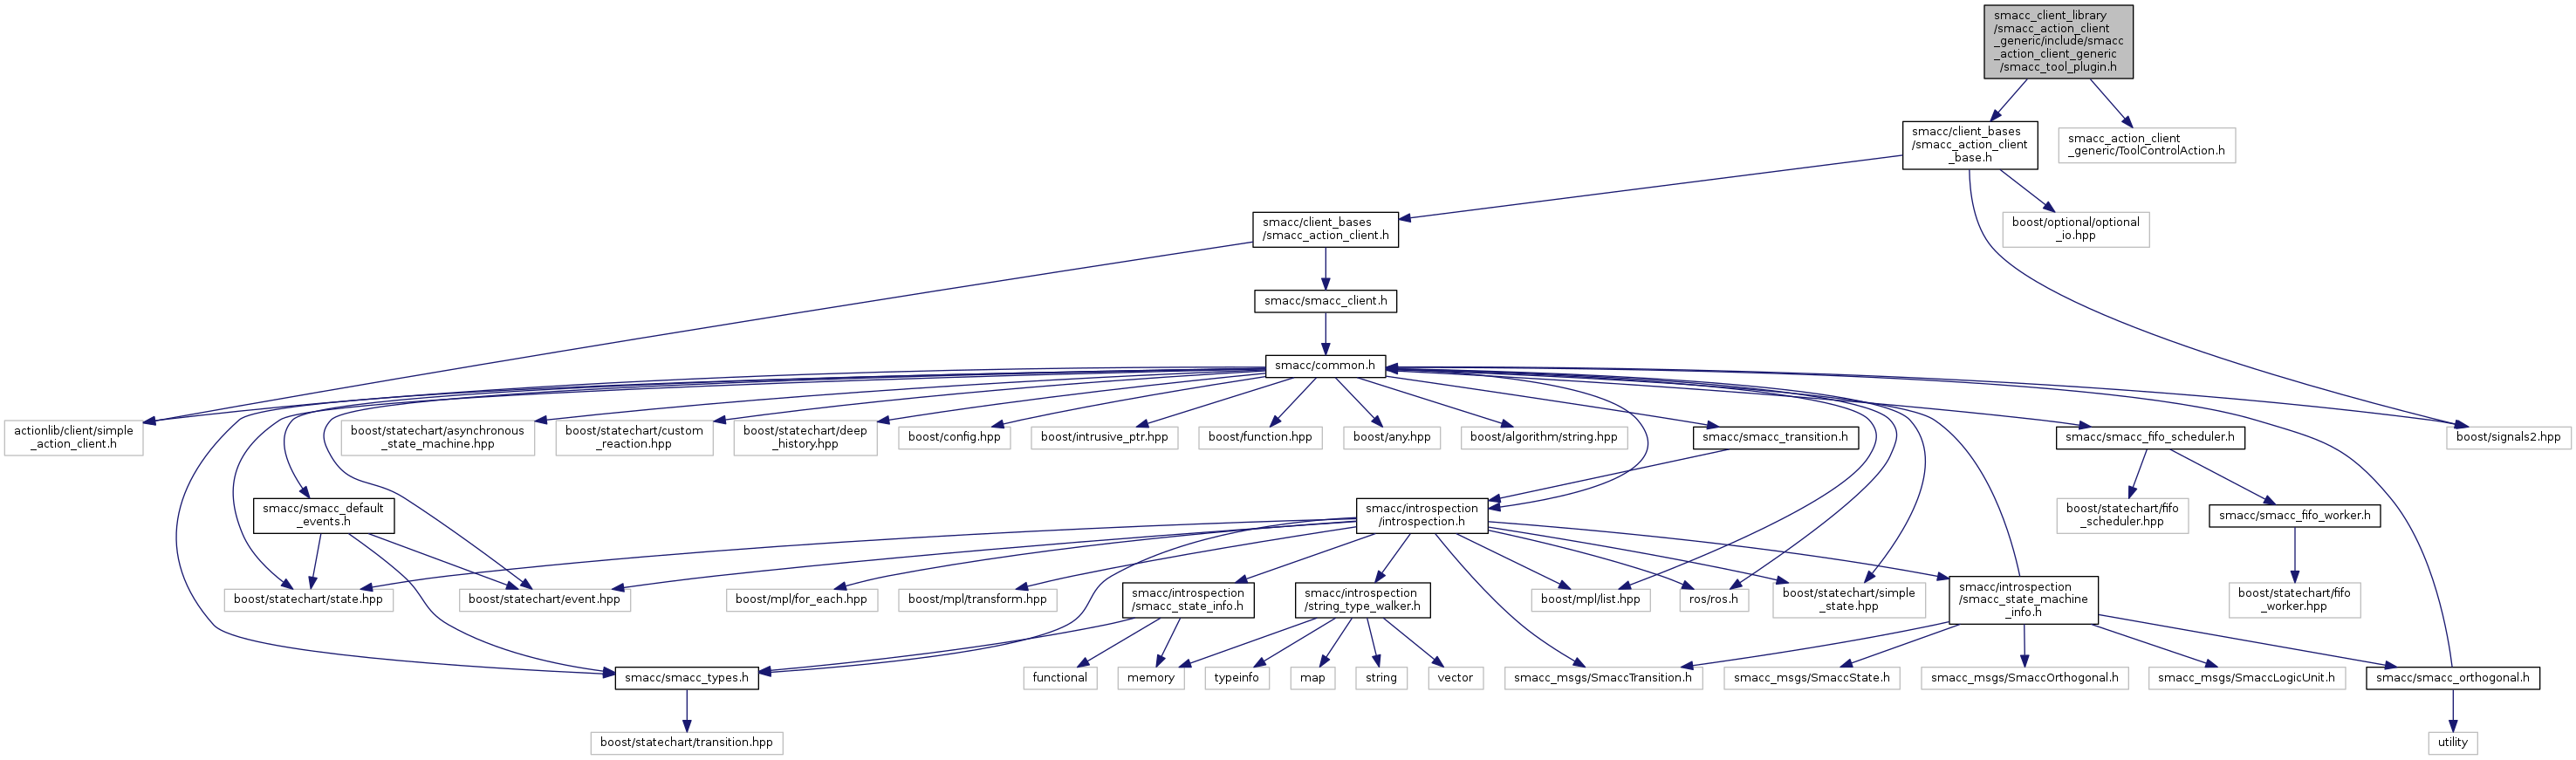 smacc_client_library
/smacc_action_client
_generic/include/smacc
_action_client_generic
/smacc_tool_plugin.h
smacc/client_bases
/smacc_action_client
_base.h
smacc_action_client
_generic/ToolControlAction.h
smacc/client_bases
/smacc_action_client.h
boost/optional/optional
_io.hpp
smacc/smacc_client.h
smacc/common.h
actionlib/client/simple
_action_client.h
boost/statechart/asynchronous
_state_machine.hpp
boost/statechart/custom
_reaction.hpp
boost/statechart/deep
_history.hpp
boost/config.hpp
boost/intrusive_ptr.hpp
boost/function.hpp
boost/any.hpp
boost/algorithm/string.hpp
smacc/smacc_transition.h
smacc/smacc_fifo_scheduler.h
boost/signals2.hpp
smacc/smacc_default
_events.h
smacc/introspection
/introspection.h
boost/statechart/fifo
_scheduler.hpp
smacc/smacc_fifo_worker.h
boost/statechart/state.hpp
boost/statechart/event.hpp
boost/mpl/for_each.hpp
boost/mpl/transform.hpp
smacc/introspection
/smacc_state_info.h
smacc/introspection
/string_type_walker.h
boost/mpl/list.hpp
ros/ros.h
boost/statechart/simple
_state.hpp
smacc/introspection
/smacc_state_machine
_info.h
boost/statechart/fifo
_worker.hpp
smacc/smacc_types.h
functional
memory
typeinfo
map
string
vector
smacc_msgs/SmaccTransition.h
smacc_msgs/SmaccState.h
smacc_msgs/SmaccOrthogonal.h
smacc_msgs/SmaccLogicUnit.h
smacc/smacc_orthogonal.h
boost/statechart/transition.hpp
utility